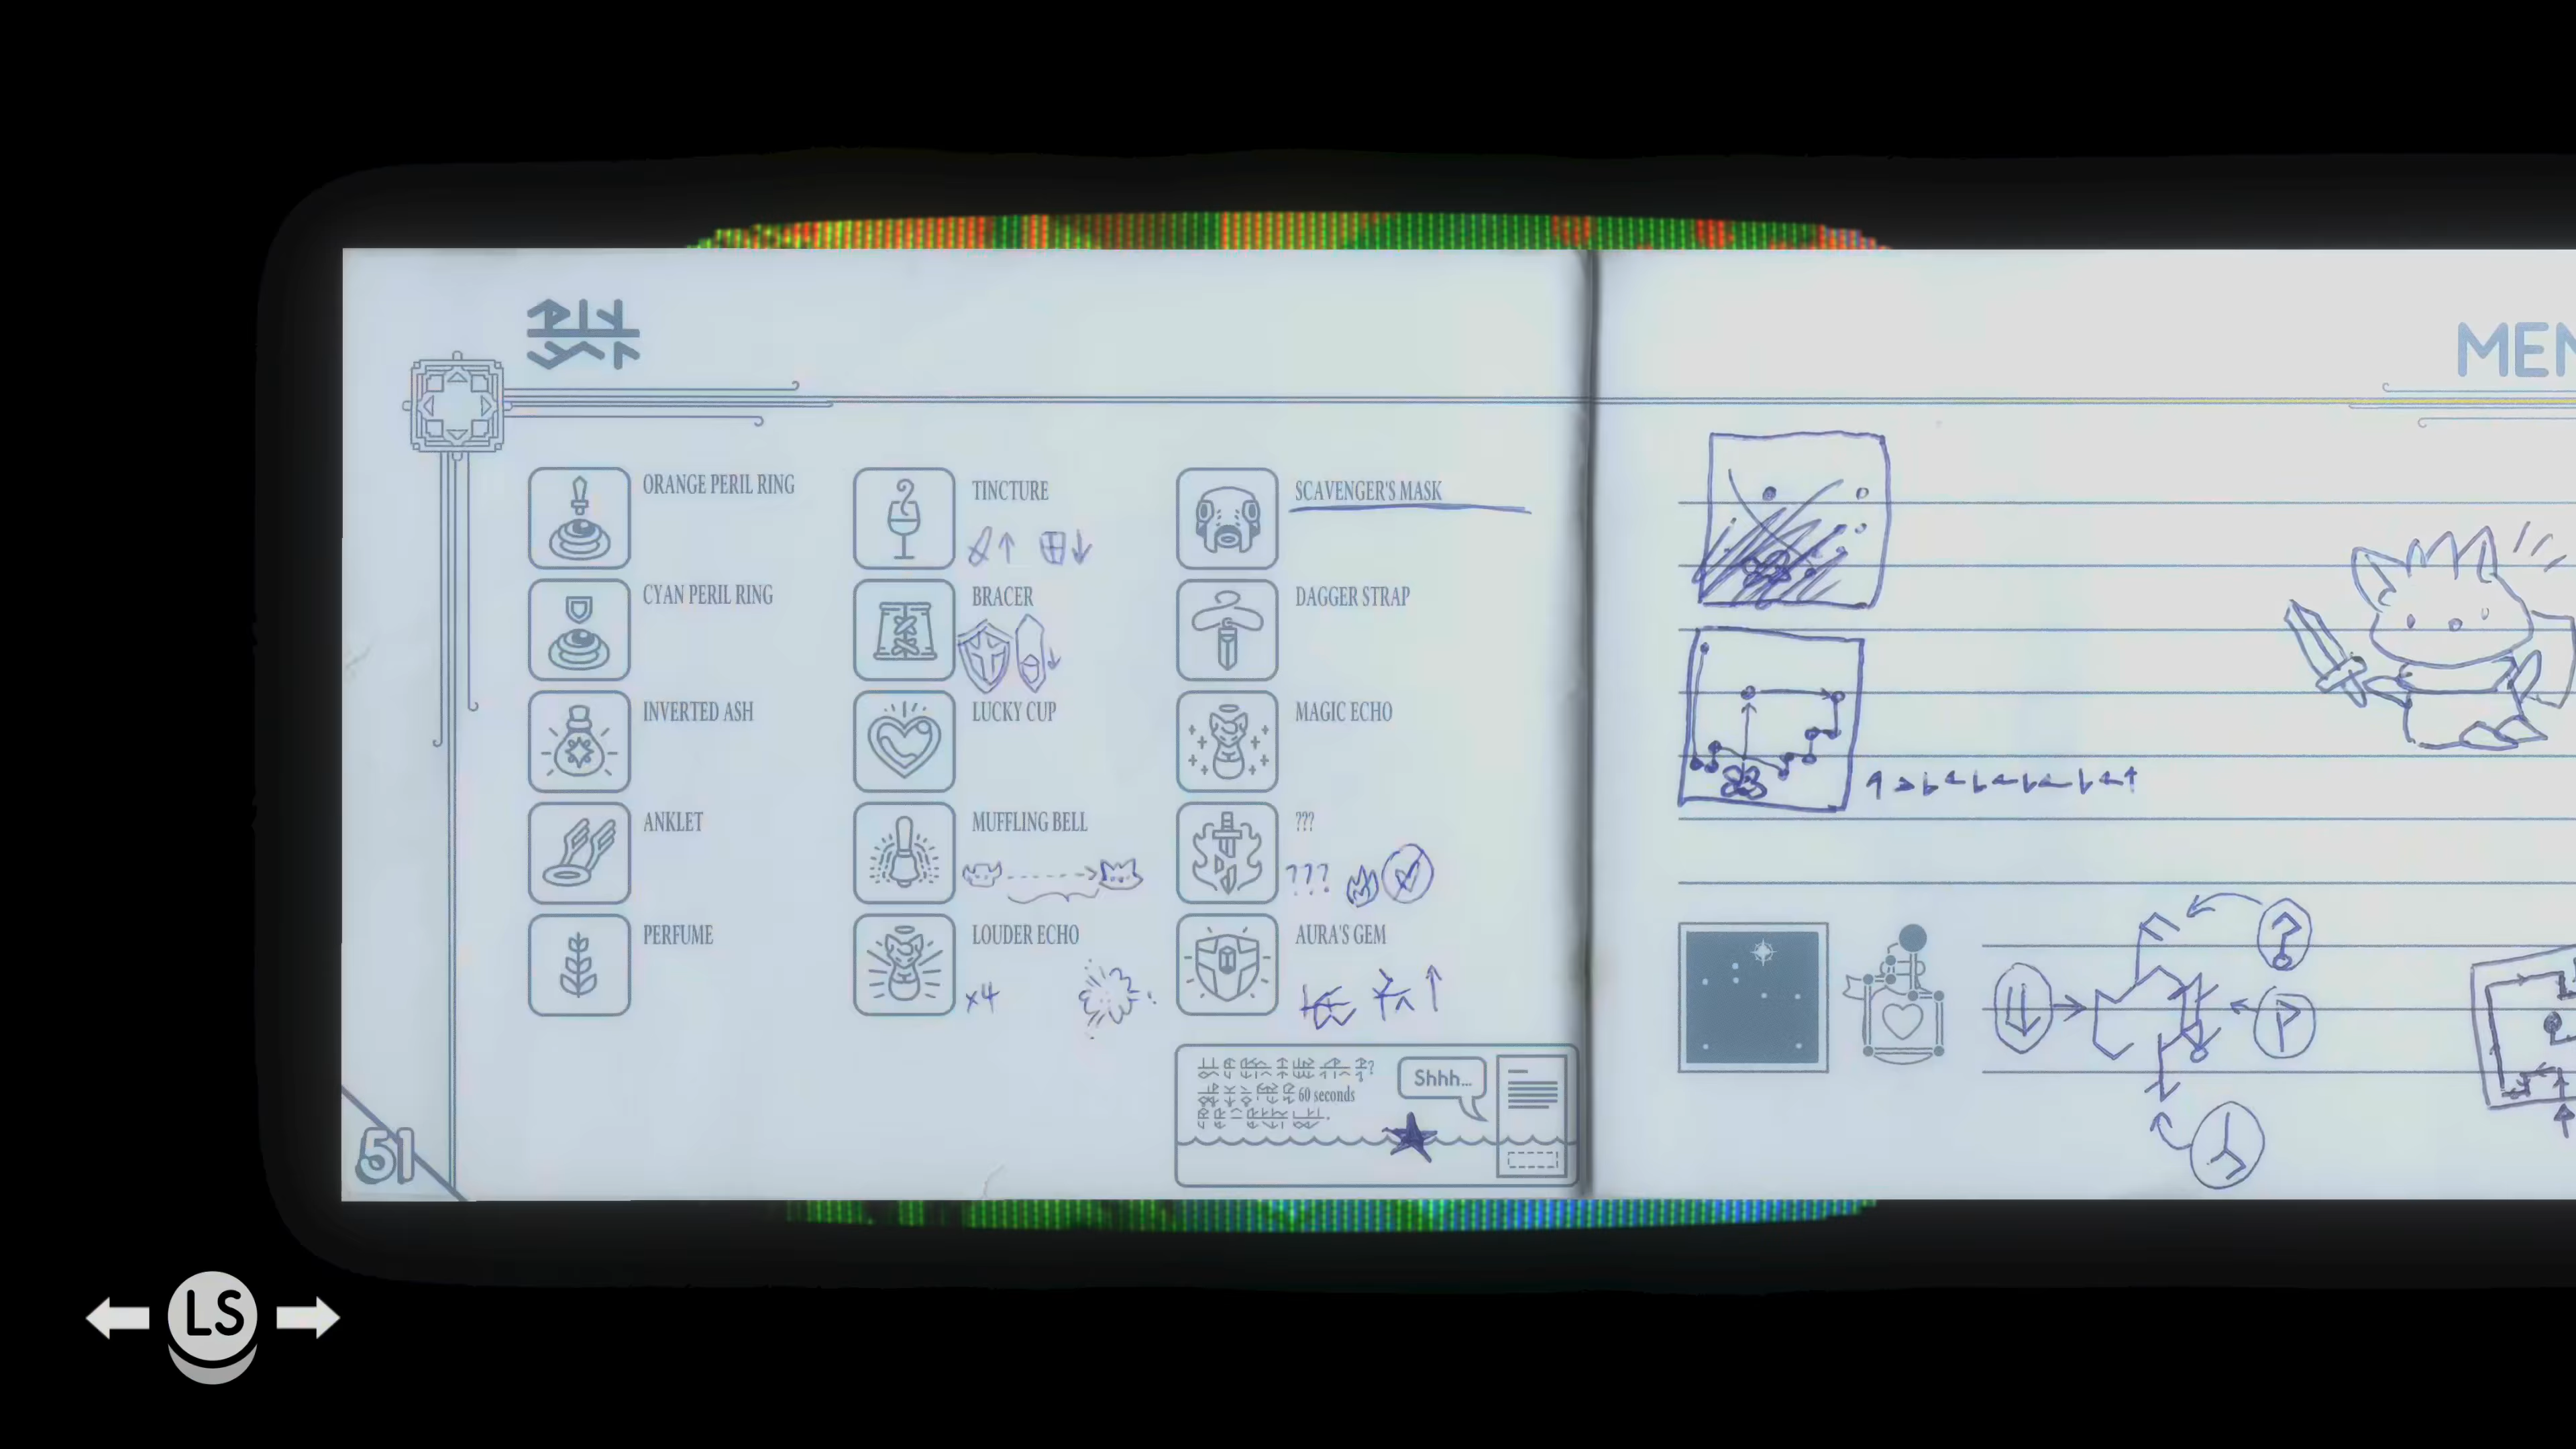 MEN
ORANGE PERIL RING
TINCTURE
SCAVENGER'S MASK
CYAN PERIL RING
BRACER
DAGGER STRAP
INVERTED ASH
LUCKY CUP
MAGIC ECHO
ANKLET
MUFFLING BELL
???
???
PERFUME
LOUDER ECHO
x4
AURA'S GEM
?
60 seconds
Shhh...
51
?
LS